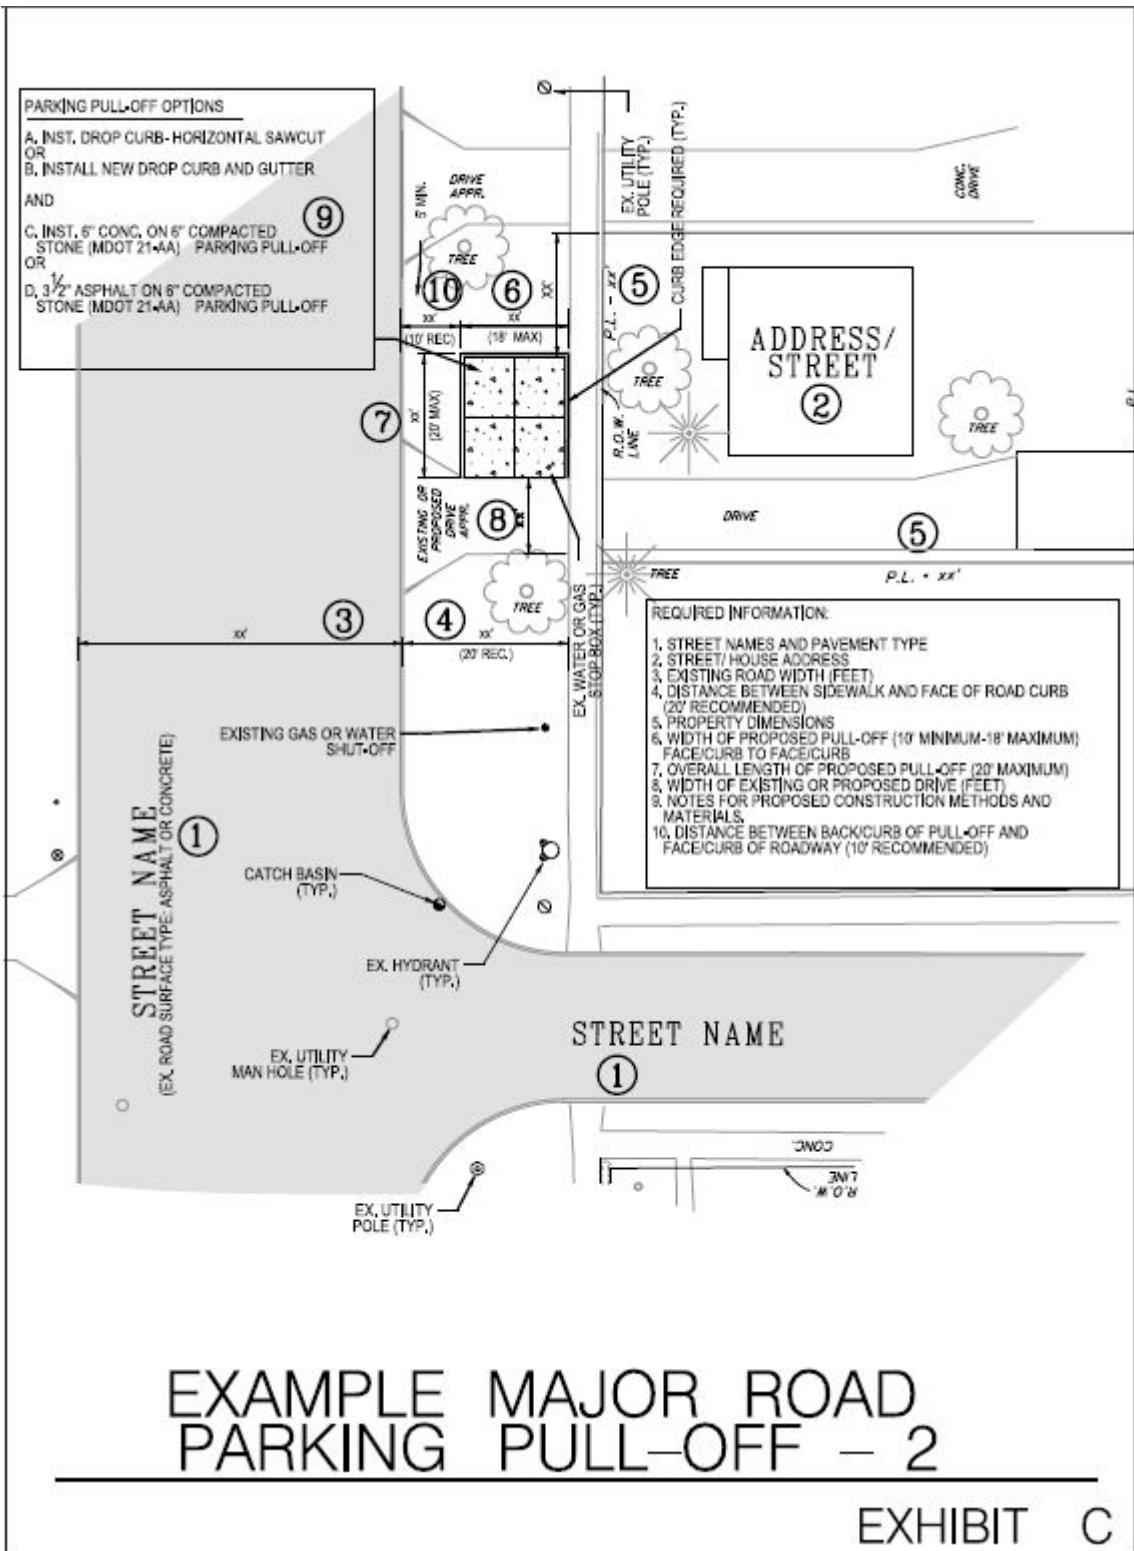 PARKING PULL-OFF OPTIONS
A. INST. DROP CURB- HORIZONTAL SAWCUT
OR
B. INSTALL NEW DROP CURB AND GUTTER
AND
C. INST. 6" CONC. ON 6" COMPACTED
STONE (MDOT 21-AA) PARKING PULL-OFF
OR
D. 3 1/2" ASPHALT ON 6" COMPACTED
STONE (MDOT 21-AA) PARKING PULL-OFF
9
5' MIN.
DRIVE
APPR.
TREE
10
6
xx'
xx'
(10' REC)
xx'
(18' MAX)
EX. UTILITY
POLE (TYP.)
CURB EDGE REQUIRED (TYP.)
CONC.
DRIVE
P.L. - xx'
5
TREE
R.O.W.
LINE
ADDRESS/
STREET
2
TREE
P.L.
7
xx'
(20' MAX)
EXISTING OR
PROPOSED
DRIVE
APPR.
8
xx'
DRIVE
5
P.L. - xx'
TREE
TREE
EX. WATER OR GAS
STOP BOX (TYP.)
xx'
3
4
xx'
(20' REC.)
REQUIRED INFORMATION:
1. STREET NAMES AND PAVEMENT TYPE
2. STREET/ HOUSE ADDRESS
3. EXISTING ROAD WIDTH (FEET)
4. DISTANCE BETWEEN SIDEWALK AND FACE OF ROAD CURB
(20' RECOMMENDED)
5. PROPERTY DIMENSIONS
6. WIDTH OF PROPOSED PULL-OFF (10' MINIMUM-18' MAXIMUM)
FACE/CURB TO FACE/CURB
7. OVERALL LENGTH OF PROPOSED PULL-OFF (20' MAXIMUM)
8. WIDTH OF EXISTING OR PROPOSED DRIVE (FEET)
9. NOTES FOR PROPOSED CONSTRUCTION METHODS AND
MATERIALS.
10. DISTANCE BETWEEN BACK/CURB OF PULL-OFF AND
FACE/CURB OF ROADWAY (10' RECOMMENDED)
EXISTING GAS OR WATER
SHUT-OFF
STREET NAME
(EX. ROAD SURFACE TYPE: ASPHALT OR CONCRETE)
1
CATCH BASIN
(TYP.)
EX. HYDRANT
(TYP.)
EX. UTILITY
MAN HOLE (TYP.)
STREET NAME
1
CONC.
R.O.W.
LINE
EX. UTILITY
POLE (TYP.)
EXAMPLE MAJOR ROAD
PARKING PULL-OFF - 2
EXHIBIT C